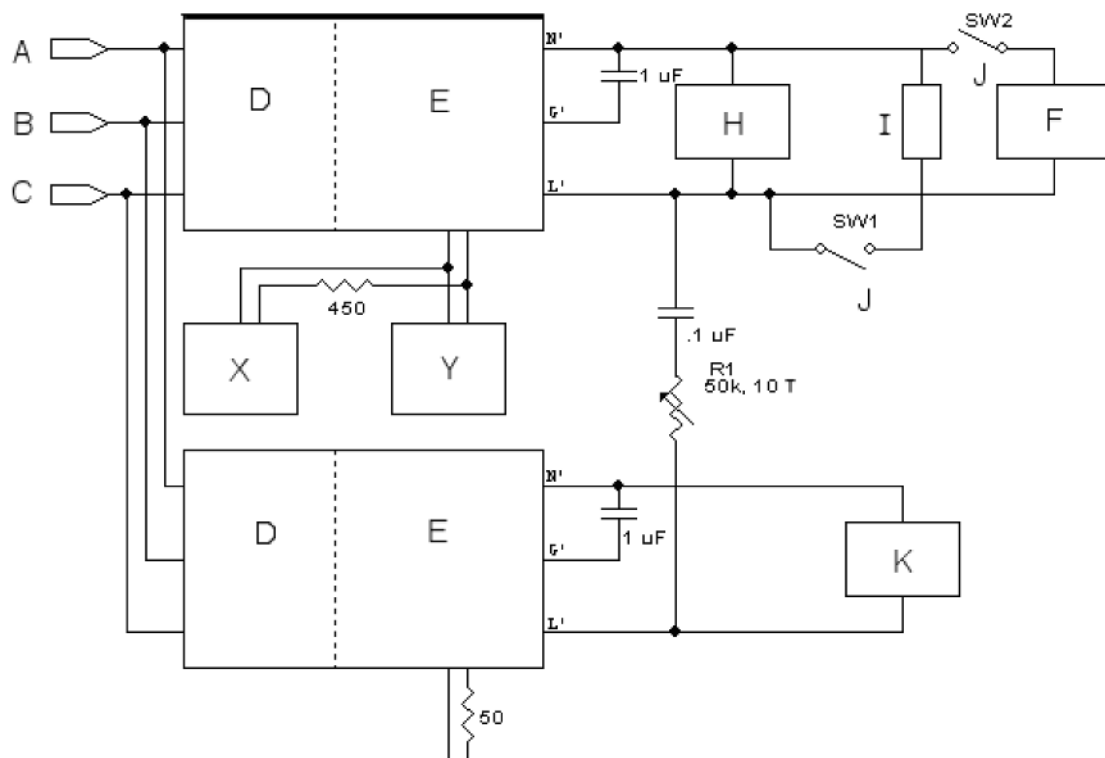 SW2
A
N'
1 uF
J
D
E
H
I
F
B
G'
C
L'
SW1
J
450
.1 uF
X
Y
R1
50k, 10 T
N'
D
E
1 uF
K
G'
L'
50